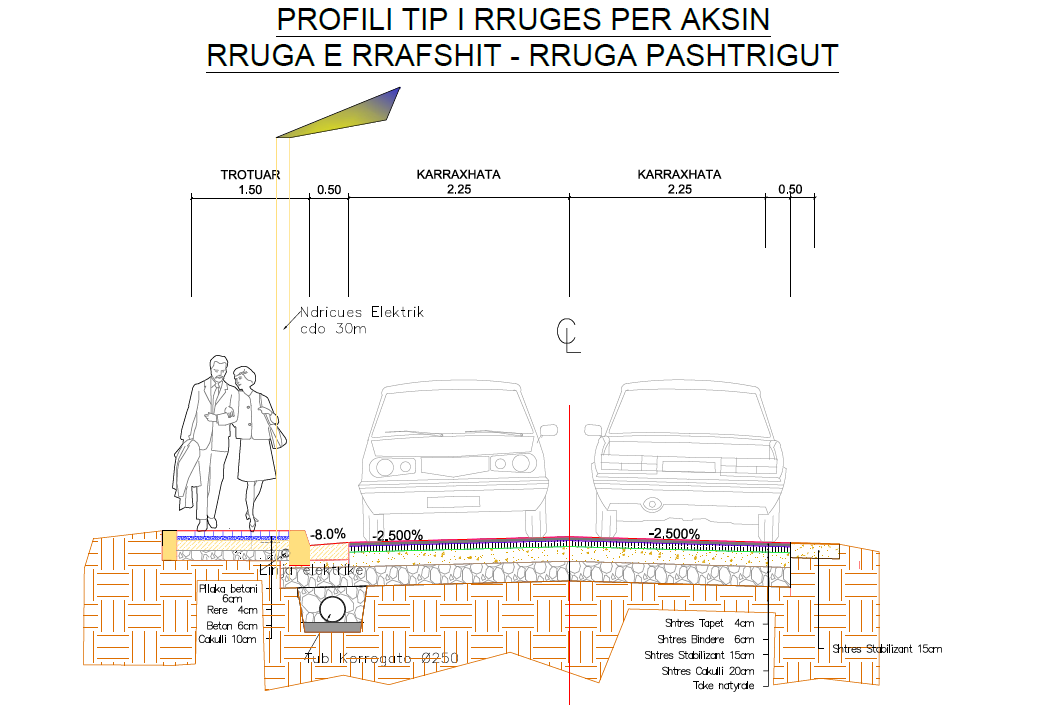 PROFILI TIP I RRUGES PER AKSIN
RRUGA E RRAFSHIT - RRUGA PASHTRIGUT
TROTUAR
1.50
0.50
KARRAXHATA
2.25
KARRAXHATA
2.25
0.50
Ndricues Elektrik
cdo 30m
CL
-8.0%
-2,500%
-2,500%
Linja elektrike
Pllaka betoni
6cm
Rere 4cm
Beton 6cm
Cakulli 10cm
Tubi Korrogato Ø250
Shtres Tapet 4cm
Shtres Bindere 6cm
Shtres Stabilizant 15cm
Shtres Cakulli 20cm
Toke natyrale
Shtres Stabilizant 15cm